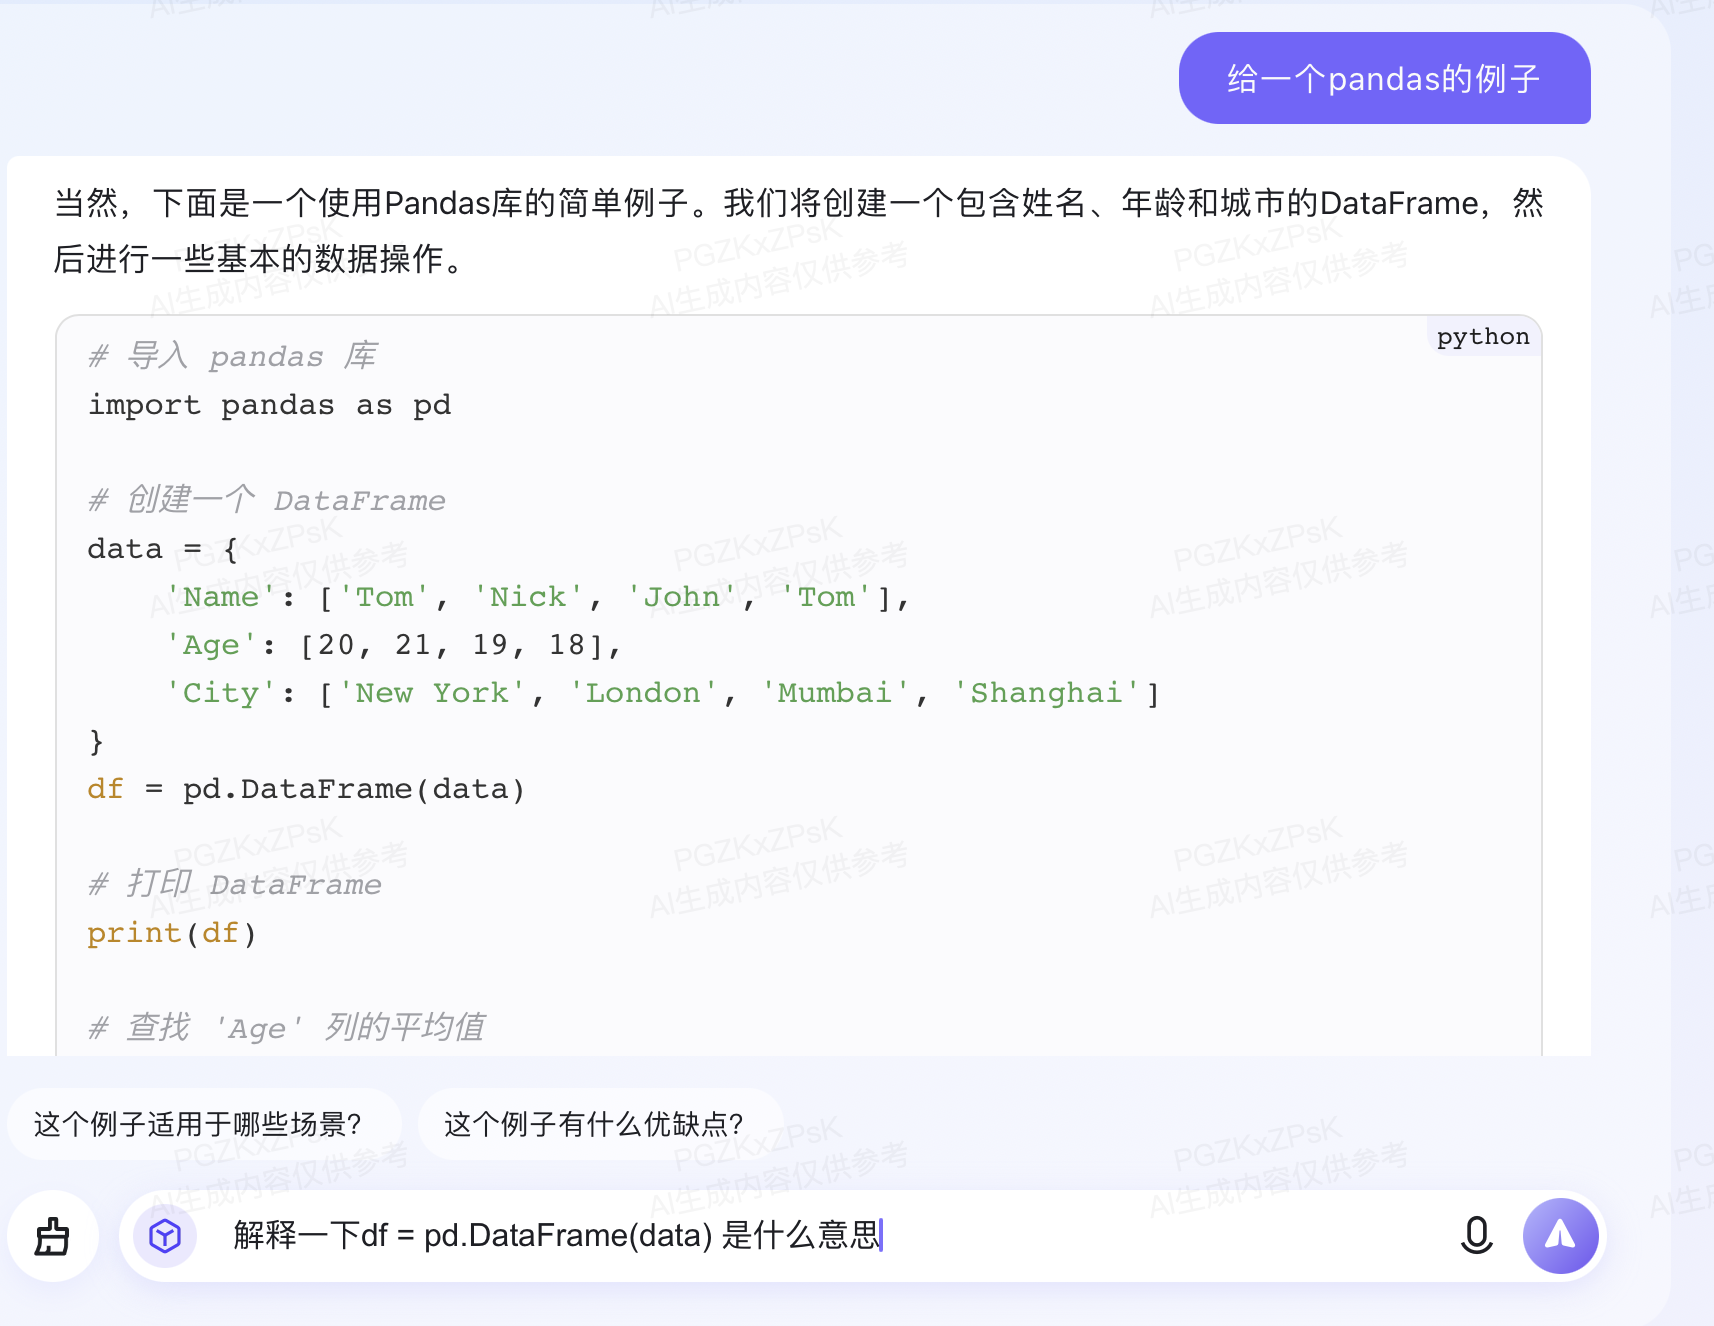 给一个pandas的例子
当然，下面是一个使用Pandas库的简单例子。我们将创建一个包含姓名、年龄和城市的DataFrame，然
后进行一些基本的数据操作。
python
# 导入 pandas 库
import pandas as pd
# 创建一个 DataFrame
data = {
    'Name': ['Tom', 'Nick', 'John', 'Tom'],
    'Age': [20, 21, 19, 18],
    'City': ['New York', 'London', 'Mumbai', 'Shanghai']
}
df = pd.DataFrame(data)
# 打印 DataFrame
print(df)
# 查找 'Age' 列的平均值
这个例子适用于哪些场景?
这个例子有什么优缺点?
解释一下df = pd.DataFrame(data) 是什么意思
PGZKxZPsK
AI生成内容仅供参考